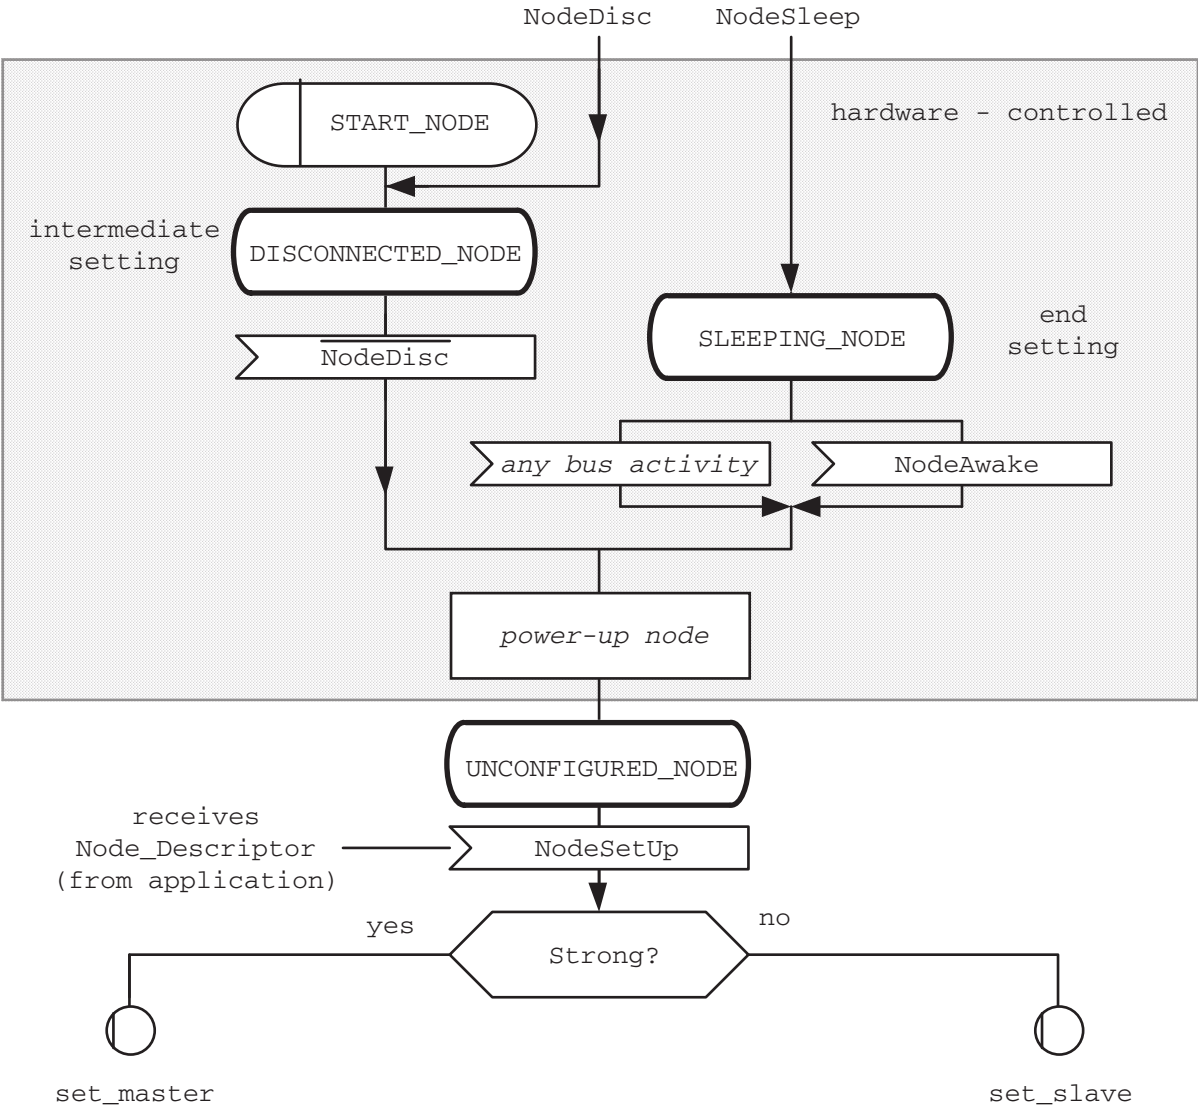 NodeDisc
NodeSleep
hardware - controlled
START_NODE
intermediate
setting
DISCONNECTED_NODE
NodeDisc
SLEEPING_NODE
end
setting
any bus activity
NodeAwake
power-up node
UNCONFIGURED_NODE
receives
Node_Descriptor
(from application)
NodeSetUp
yes
Strong?
no
set_master
set_slave